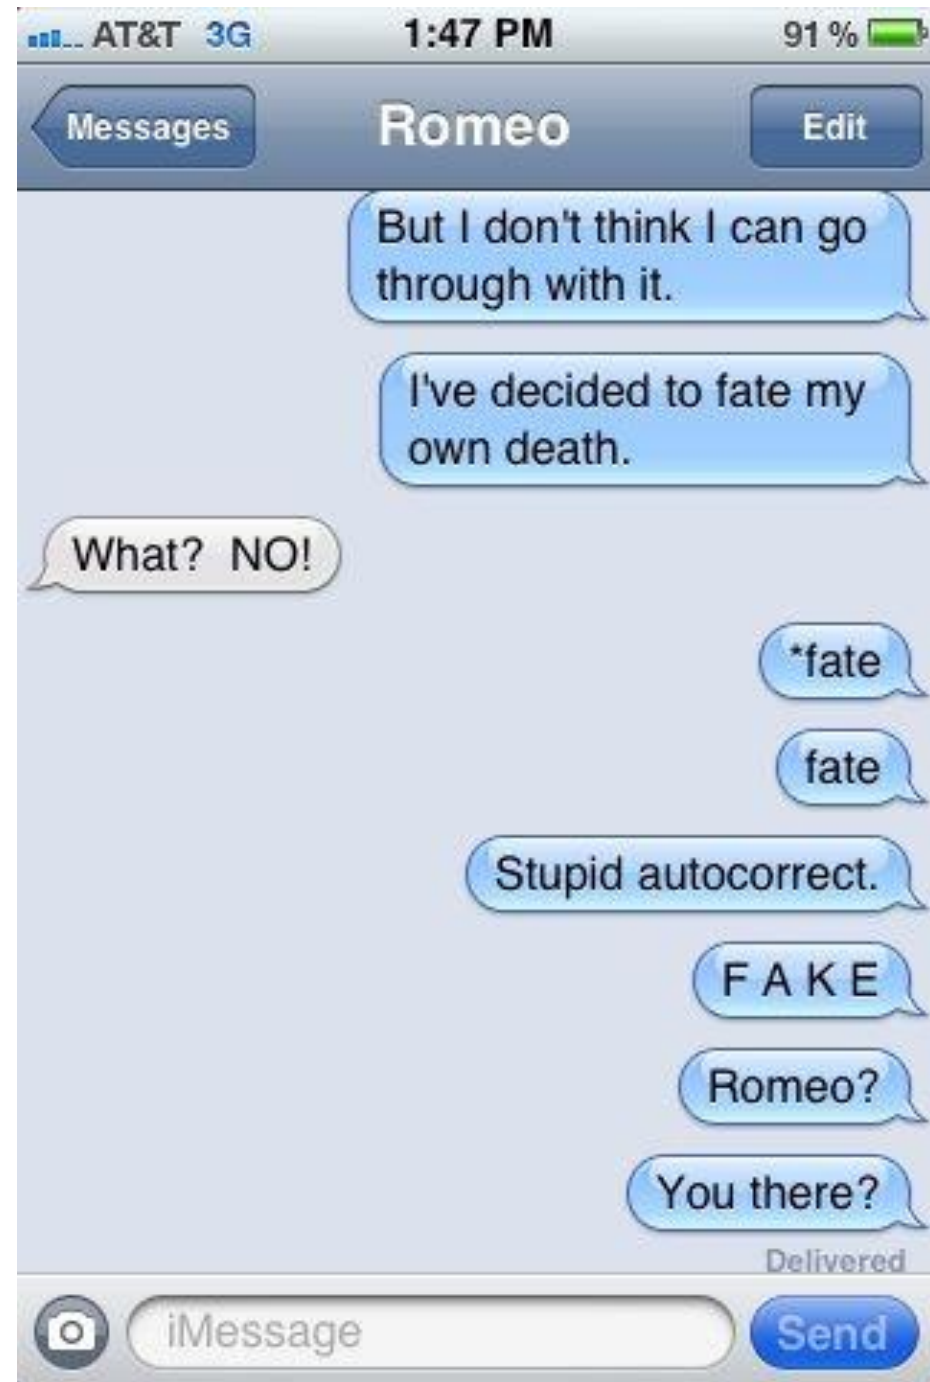 AT&T 3G 1:47 PM 91 %
Messages Romeo Edit
But I don't think I can go
through with it.
I've decided to fate my
own death.
What? NO!
*fate
fate
Stupid autocorrect.
F A K E
Romeo?
You there?
Delivered
iMessage Send